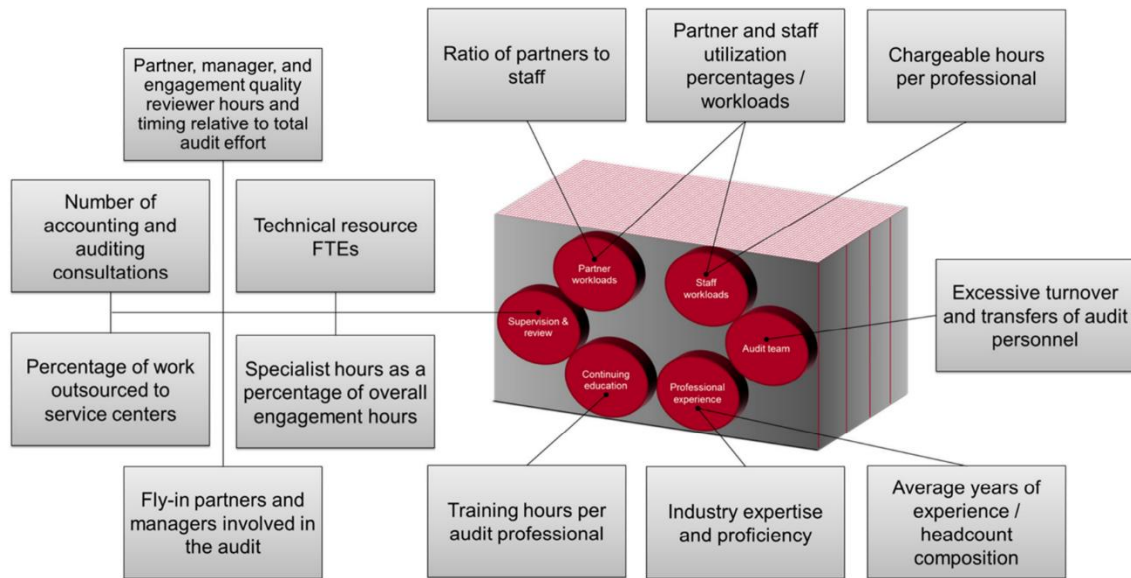 Partner, manager, and
engagement quality
reviewer hours and
timing relative to total
audit effort
Ratio of partners to
staff
Partner and staff
utilization
percentages /
workloads
Chargeable hours
per professional
Number of
accounting and
auditing
consultations
Technical resource
FTEs
Partner
workloads
Staff
workloads
Supervision &
review
Audit team
Continuing
education
Professional
experience
Excessive turnover
and transfers of audit
personnel
Percentage of work
outsourced to
service centers
Specialist hours as a
percentage of overall
engagement hours
Fly-in partners and
managers involved in
the audit
Training hours per
audit professional
Industry expertise
and proficiency
Average years of
experience /
headcount
composition